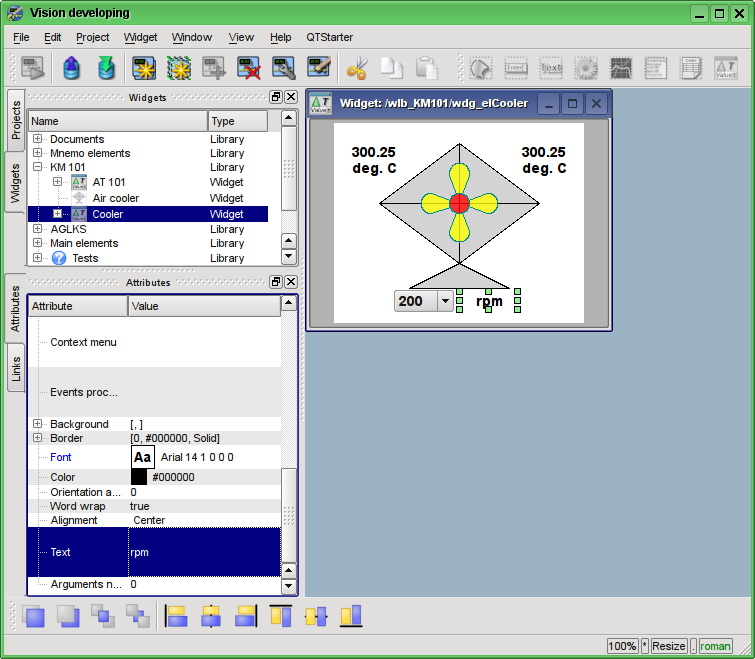 Vision developing
File Edit Project Widget Window View Help QTStarter
Projects
Widgets
Attributes
Links
Widgets
Name Type
Documents Library
Mnemo elements Library
KM 101 Library
AT 101 Widget
Air cooler Widget
Cooler Widget
AGLKS Library
Main elements Library
Tests Library
Attributes
Attribute Value
Context menu
Events proc...
Background [, ]
Border [0, #000000, Solid]
Font Aa Arial 14 1 0 0 0
Color #000000
Orientation a... 0
Word wrap true
Alignment Center
Text rpm
Arguments n... 0
Widget: /wlb_KM101/wdg_elCooler
300.25 300.25
deg. C deg. C
200 rpm
100% * Resize . roman